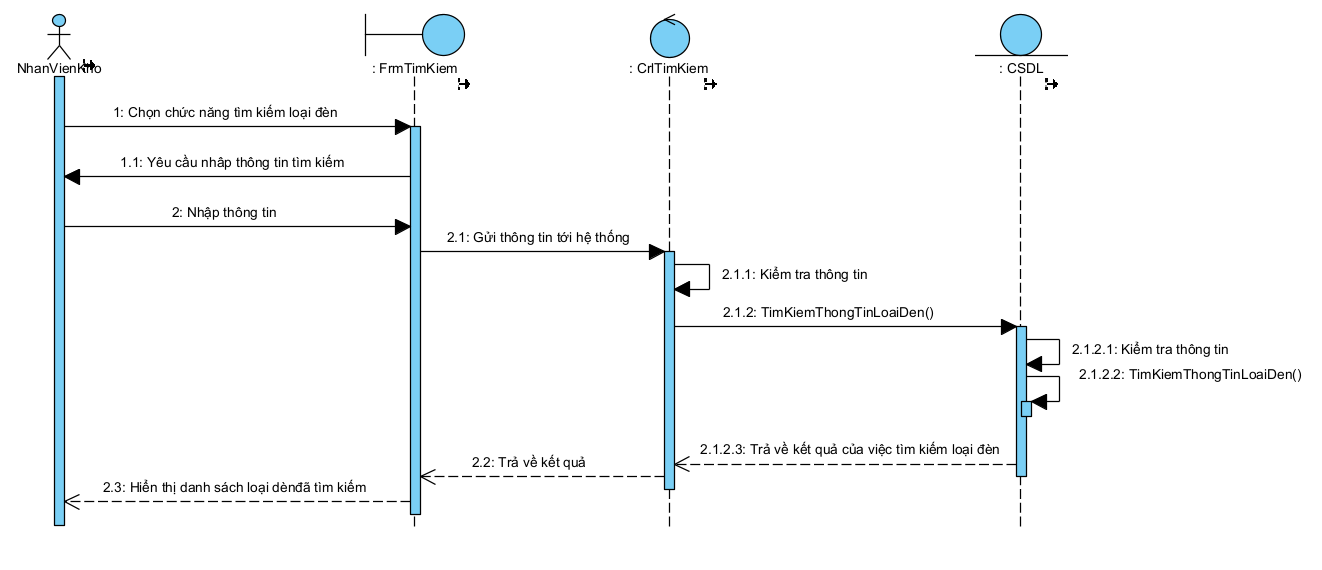 NhanVienKho
: FrmTimKiem
: CrlTimKiem
: CSDL
1: Chọn chức năng tìm kiếm loại đèn
1.1: Yêu cầu nhâp thông tin tìm kiếm
2: Nhập thông tin
2.1: Gửi thông tin tới hệ thống
2.1.1: Kiểm tra thông tin
2.1.2: TimKiemThongTinLoaiDen()
2.1.2.1: Kiểm tra thông tin
2.1.2.2: TimKiemThongTinLoaiDen()
2.1.2.3: Trả về kết quả của việc tìm kiếm loại đèn
2.2: Trả về kết quả
2.3: Hiển thị danh sách loại dènđã tìm kiếm